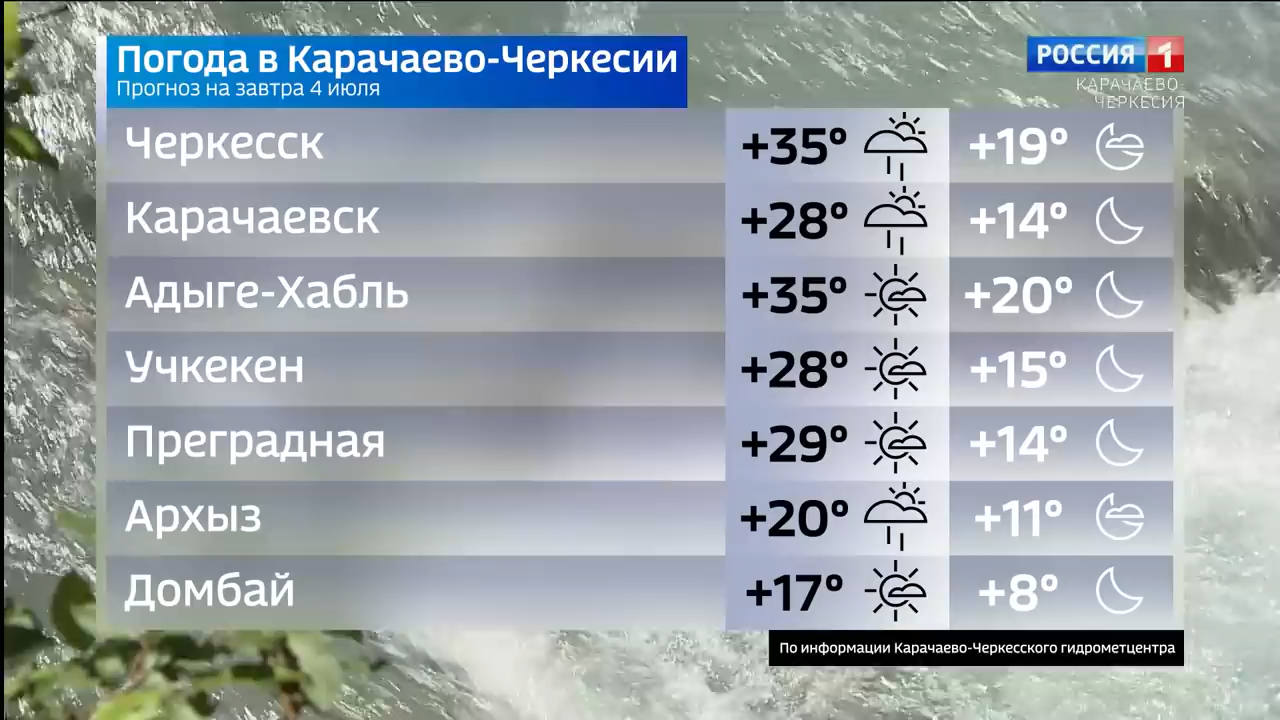 Погода в Карачаево-Черкесии
Прогноз на завтра 4 июля
РОССИЯ 1
КАРАЧАЕВО
ЧЕРКЕСИЯ
Черкесск +35° +19°
Карачаевск +28° +14°
Адыге-Хабль +35° +20°
Учкекен +28° +15°
Преградная +29° +14°
Архыз +20° +11°
Домбай +17° +8°
По информации Карачаево-Черкесского гидрометцентра